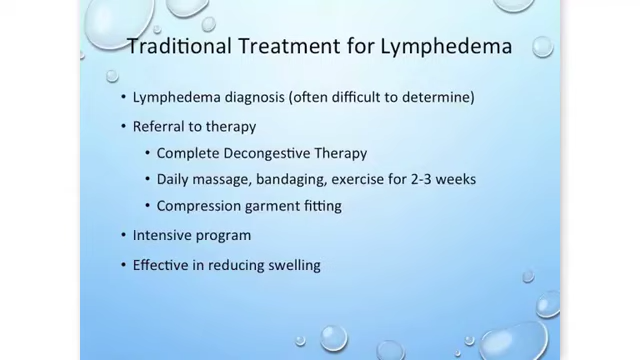 Traditional Treatment for Lymphedema
• Lymphedema diagnosis (often difficult to determine)
• Referral to therapy
• Complete Decongestive Therapy
• Daily massage, bandaging, exercise for 2-3 weeks
• Compression garment fitting
• Intensive program
• Effective in reducing swelling